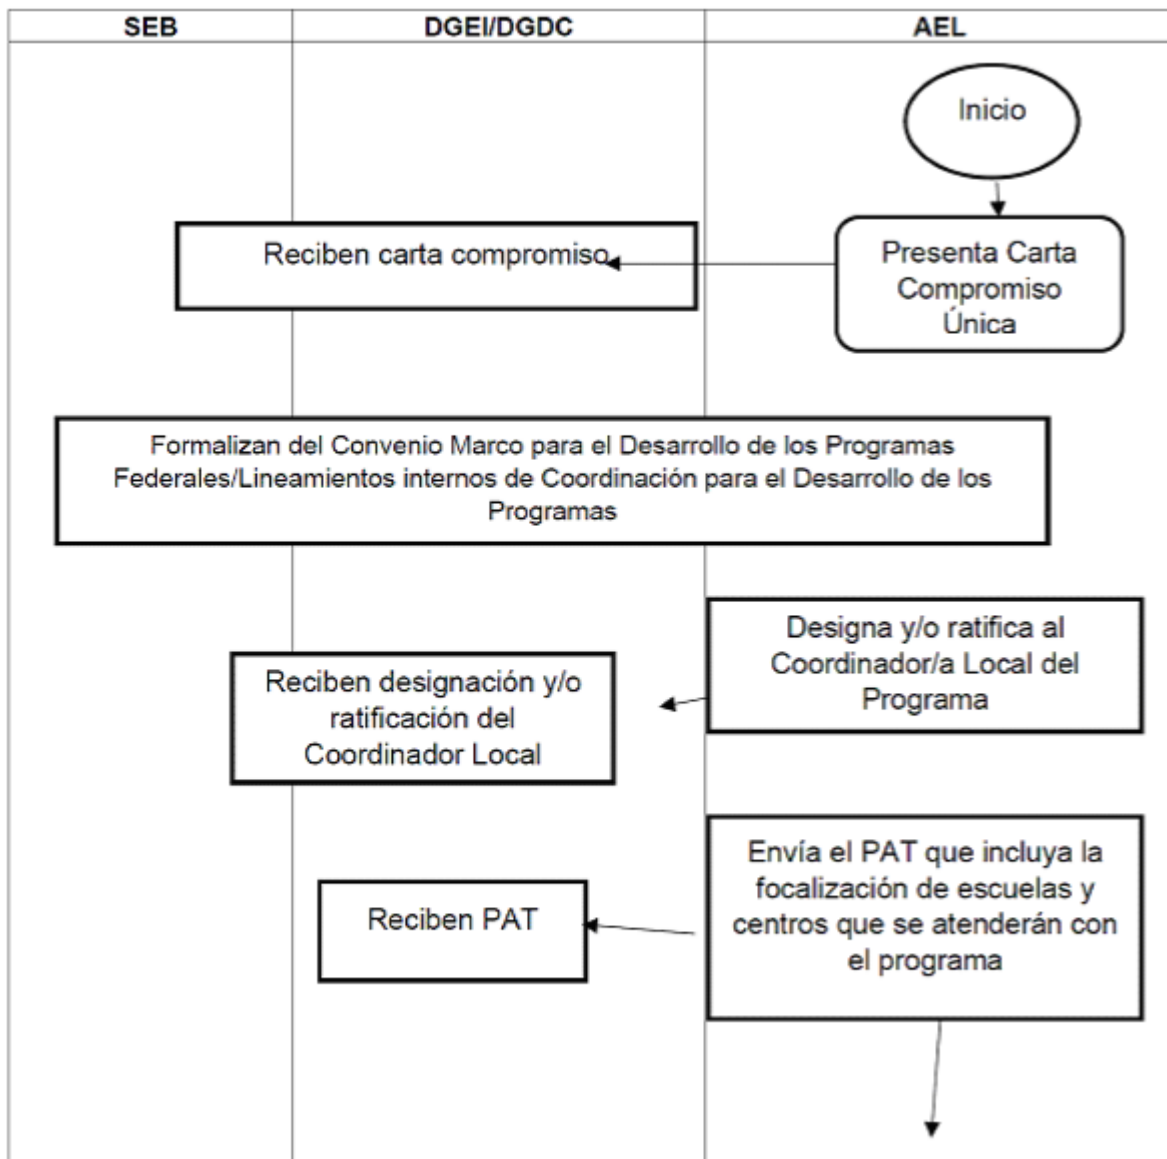 SEB
DGEI/DGDC
AEL
Inicio
Presenta Carta
Compromiso
Única
Reciben carta compromiso
Formalizan del Convenio Marco para el Desarrollo de los Programas
Federales/Lineamientos internos de Coordinación para el Desarrollo de los
Programas
Designa y/o ratifica al
Coordinador/a Local del
Programa
Reciben designación y/o
ratificación del
Coordinador Local
Envía el PAT que incluya la
focalización de escuelas y
centros que se atenderán con
el programa
Reciben PAT